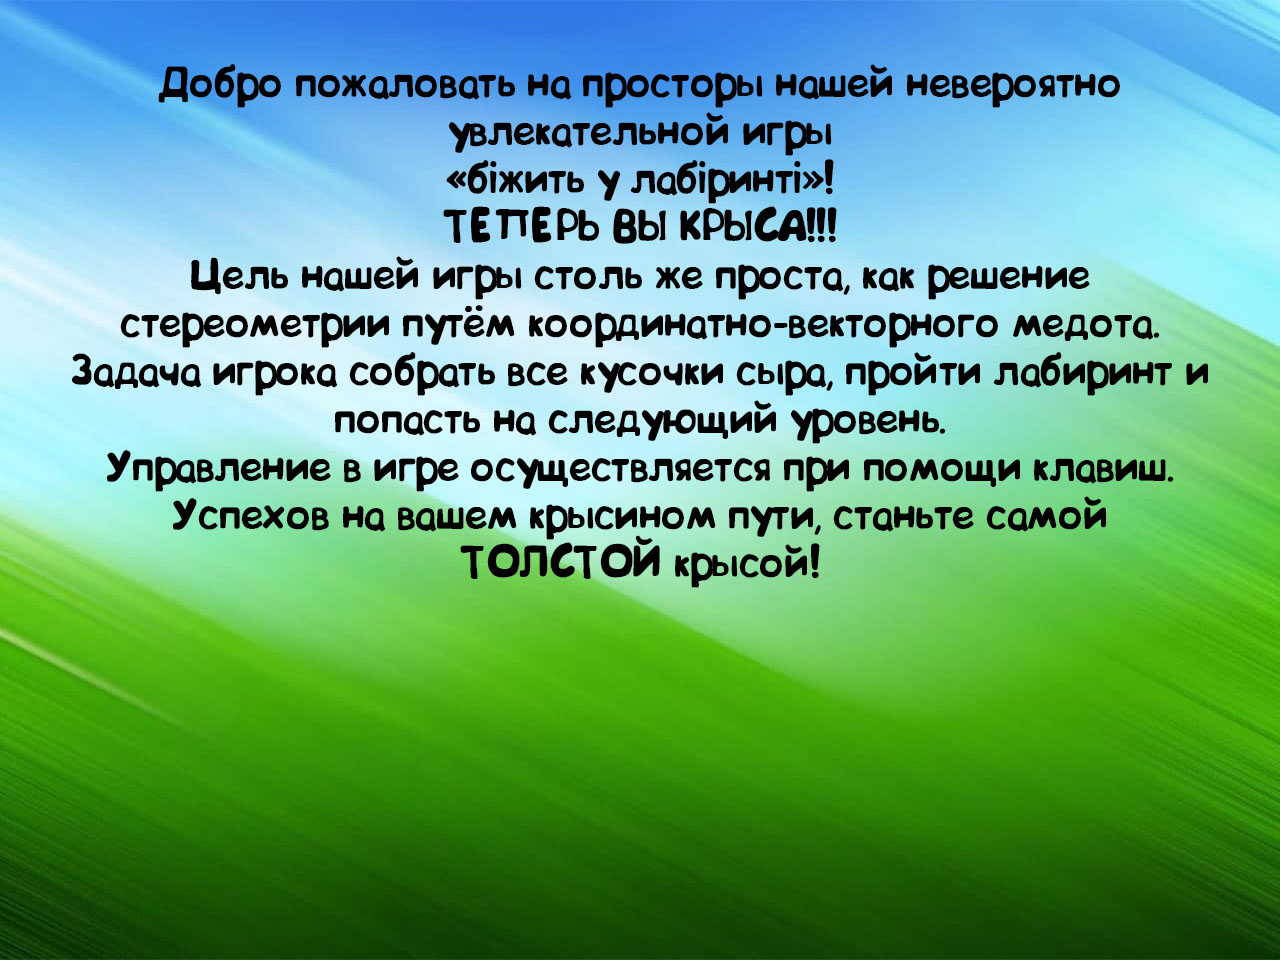 Добро пожаловать на просторы нашей невероятно
увлекательной игры
«біжить у лабіринті»!
ТЕПЕРЬ ВЫ КРЫСА!!!
Цель нашей игры столь же проста, как решение
стереометрии путём координатно-векторного медота.
Задача игрока собрать все кусочки сыра, пройти лабиринт и
попасть на следующий уровень.
Управление в игре осуществляется при помощи клавиш.
Успехов на вашем крысином пути, станьте самой
ТОЛСТОЙ крысой!